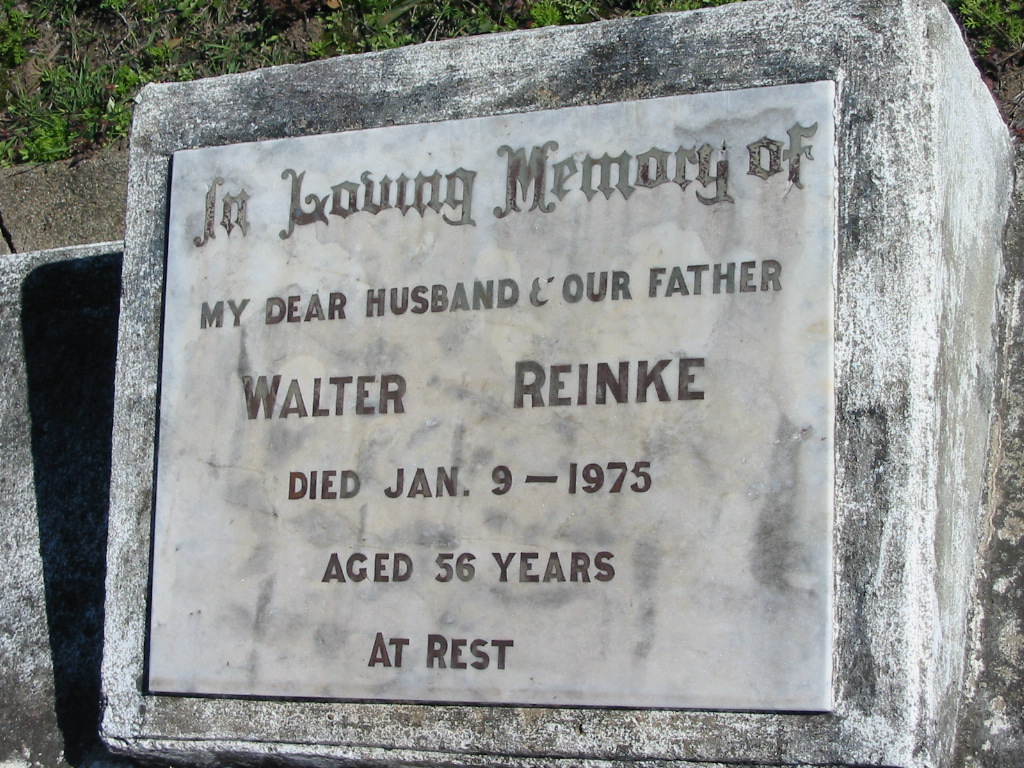 In Loving Memory of
MY DEAR HUSBAND & OUR FATHER
WALTER REINKE
DIED JAN. 9 — 1975
AGED 56 YEARS
AT REST